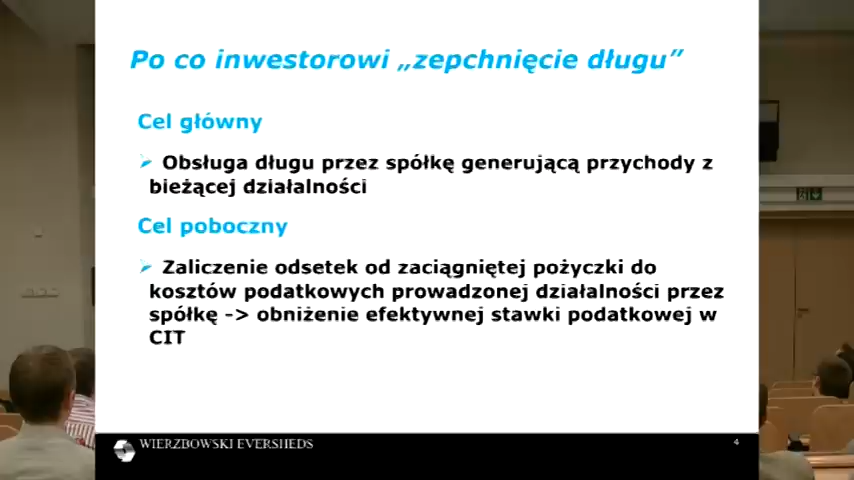 Po co inwestorowi „zepchnięcie długu”
Cel główny
Obsługa długu przez spółkę generującą przychody z
bieżącej działalności
Cel poboczny
Zaliczenie odsetek od zaciągniętej pożyczki do
kosztów podatkowych prowadzonej działalności przez
spółkę -> obniżenie efektywnej stawki podatkowej w
CIT
WIERZBOWSKI EVERSHEDS
4